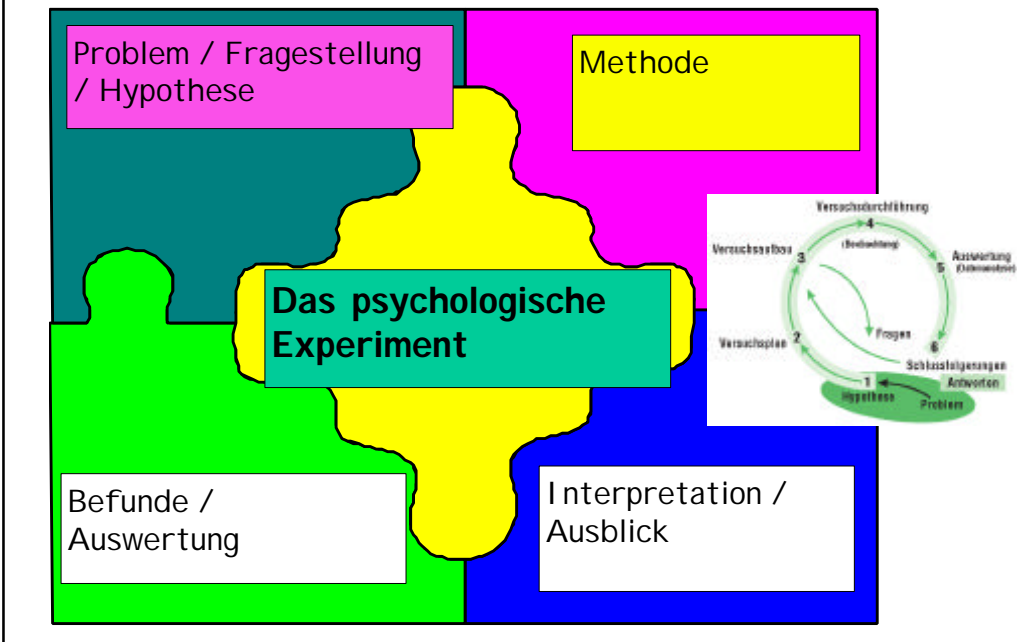 Problem / Fragestellung
/ Hypothese
Methode
Das psychologische
Experiment
Befunde /
Auswertung
Interpretation /
Ausblick
Versuchsdurchführung
4
(Beobachtung)
Versuchsaufbau
3
5
Auswertung
(Datenanalyse)
Versuchsplan
2
Fragen
6
Schlussfolgerungen
Antworten
1
Hypothese
Problem